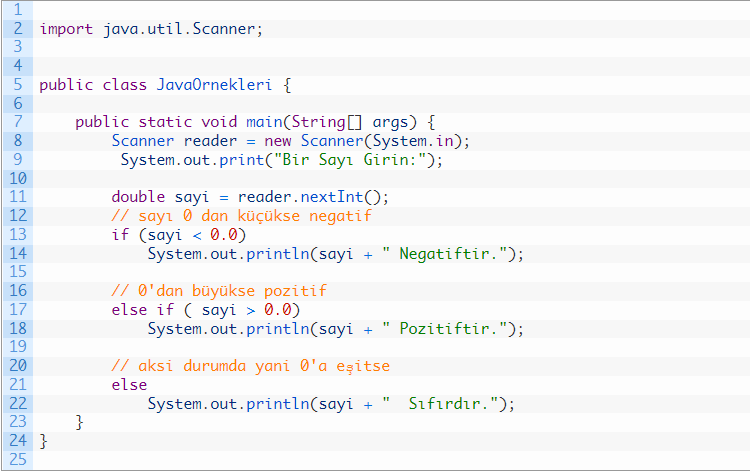 1
2 import java.util.Scanner;
3
4
5 public class JavaOrnekleri {
6
7     public static void main(String[] args) {
8         Scanner reader = new Scanner(System.in);
9          System.out.print("Bir Sayı Girin:");
10
11         double sayi = reader.nextInt();
12         // sayı 0 dan küçükse negatif
13         if (sayi < 0.0)
14             System.out.println(sayi + " Negatiftir.");
15
16         // 0'dan büyükse pozitif
17         else if ( sayi > 0.0)
18             System.out.println(sayi + " Pozitiftir.");
19
20         // aksi durumda yani 0'a eşitse
21         else
22             System.out.println(sayi + "  Sıfırdır.");
23     }
24 }
25